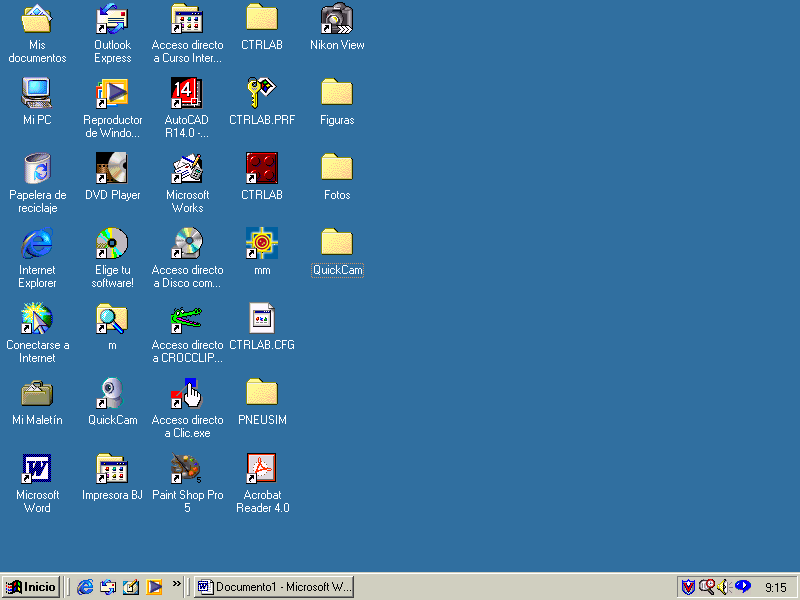 Mis
documentos
Outlook
Express
Acceso directo
a Curso Inter...
CTRLAB
Nikon View
Mi PC
Reproductor
de Windo...
14
AutoCAD
R14.0 -...
CTRLAB.PRF
Figuras
Papelera de
reciclaje
DVD Player
Microsoft
Works
CTRLAB
Fotos
Internet
Explorer
Elige tu
software!
Acceso directo
a Disco com...
mm
QuickCam
Conectarse a
Internet
m
Acceso directo
a CROCCLIP...
CTRLAB.CFG
Mi Maletín
QuickCam
Acceso directo
a Clic.exe
PNEUSIM
W
Microsoft
Word
Impresora BJ
5
Paint Shop Pro
5
Acrobat
Reader 4.0
Inicio
»
W
Documento1 - Microsoft W...
9:15